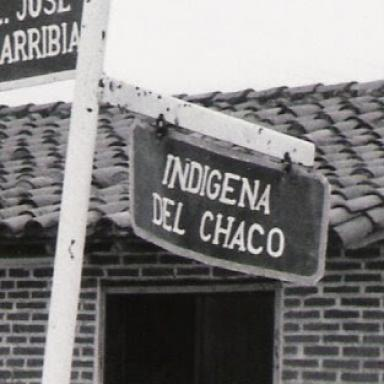 JOSE
ARRIBIA
INDIGENA
DEL CHACO